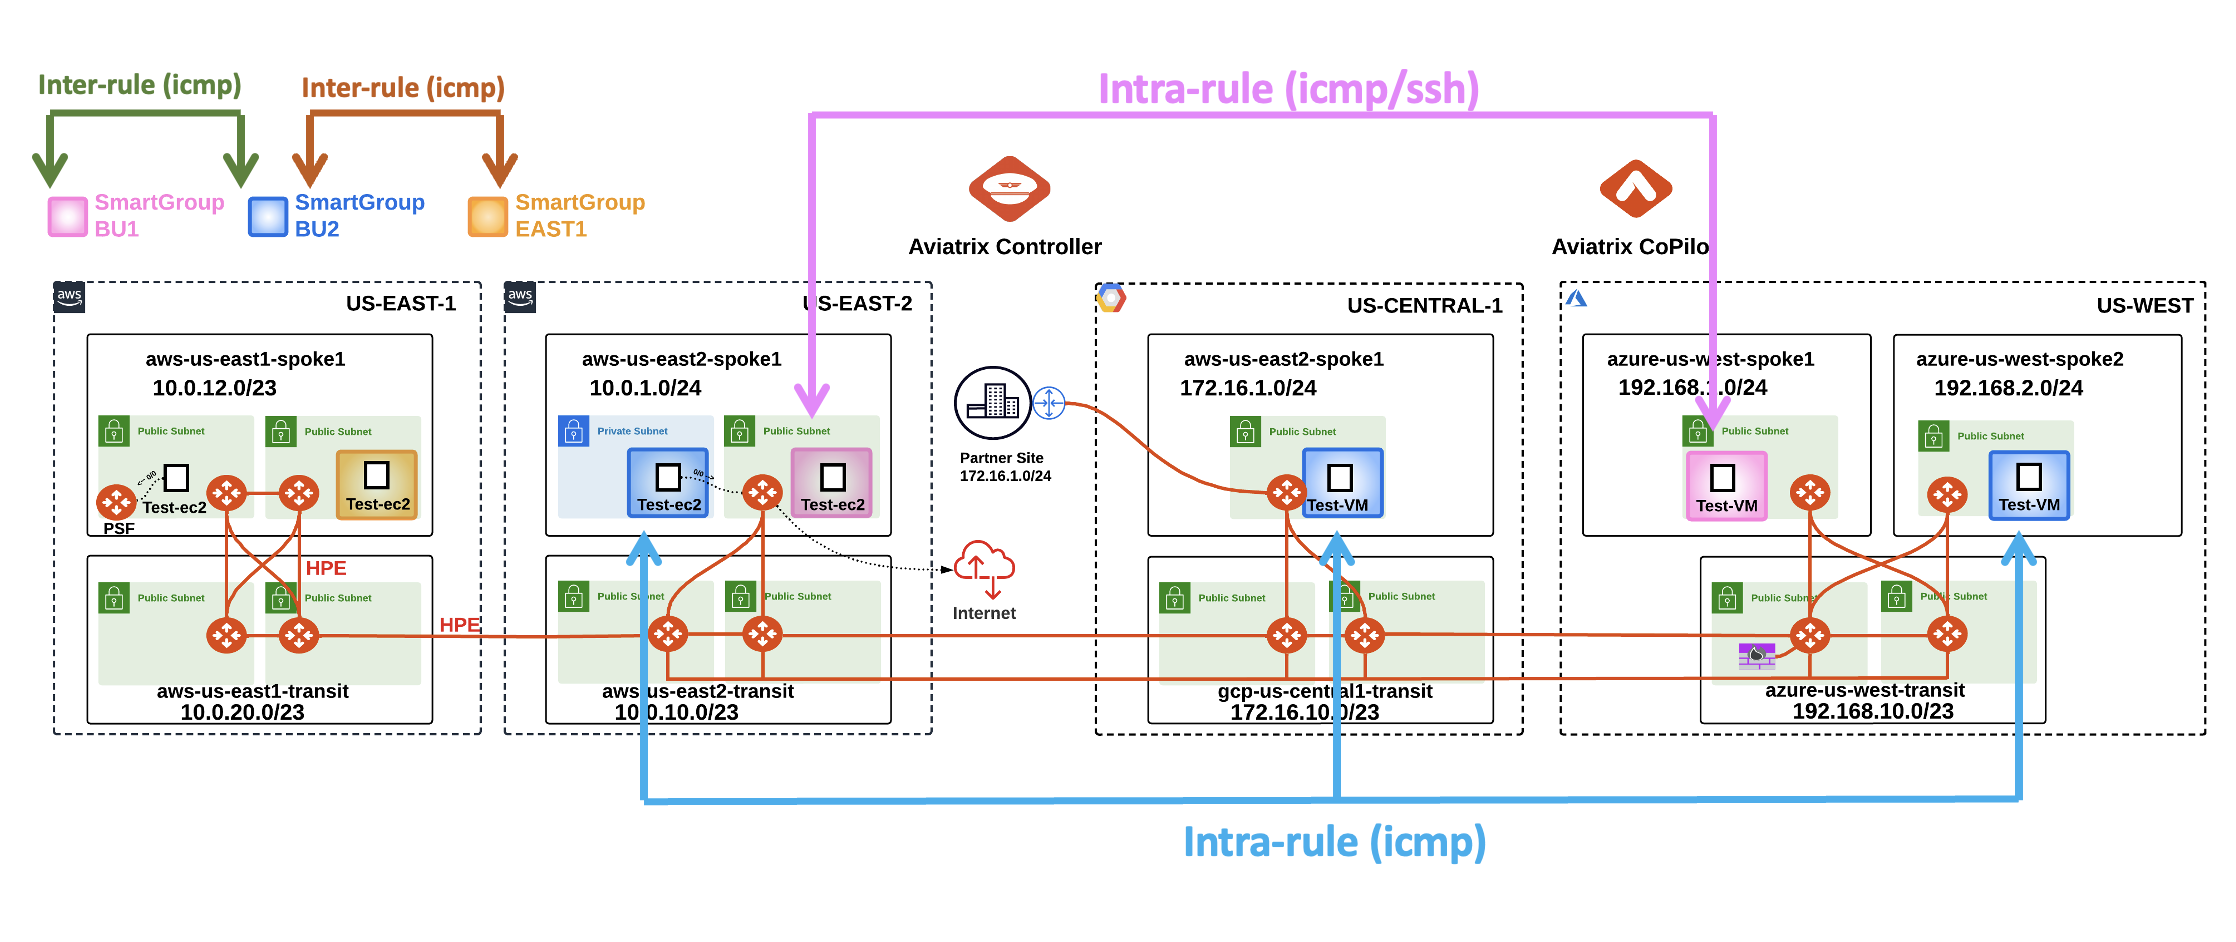 Inter-rule (icmp)
Inter-rule (icmp)
Intra-rule (icmp/ssh)
SmartGroup
BU1
SmartGroup
BU2
SmartGroup
EAST1
Aviatrix Controller
Aviatrix CoPilo
aws
US-EAST-1
aws-us-east1-spoke1
10.0.12.0/23
Public Subnet
Public Subnet
<- 0/0
Test-ec2
Test-ec2
PSF
HPE
Public Subnet
Public Subnet
HPE
aws-us-east1-transit
10.0.20.0/23
aws
US-EAST-2
aws-us-east2-spoke1
10.0.1.0/24
Private Subnet
Public Subnet
0/0 ->
Test-ec2
Test-ec2
Public Subnet
Public Subnet
aws-us-east2-transit
10.0.10.0/23
Partner Site
172.16.1.0/24
Internet
US-CENTRAL-1
aws-us-east2-spoke1
172.16.1.0/24
Public Subnet
Test-VM
Public Subnet
Public Subnet
gcp-us-central1-transit
172.16.10.0/23
US-WEST
azure-us-west-spoke1
192.168.1.0/24
Public Subnet
Test-VM
azure-us-west-spoke2
192.168.2.0/24
Public Subnet
Test-VM
Public Subnet
Public Subnet
azure-us-west-transit
192.168.10.0/23
Intra-rule (icmp)